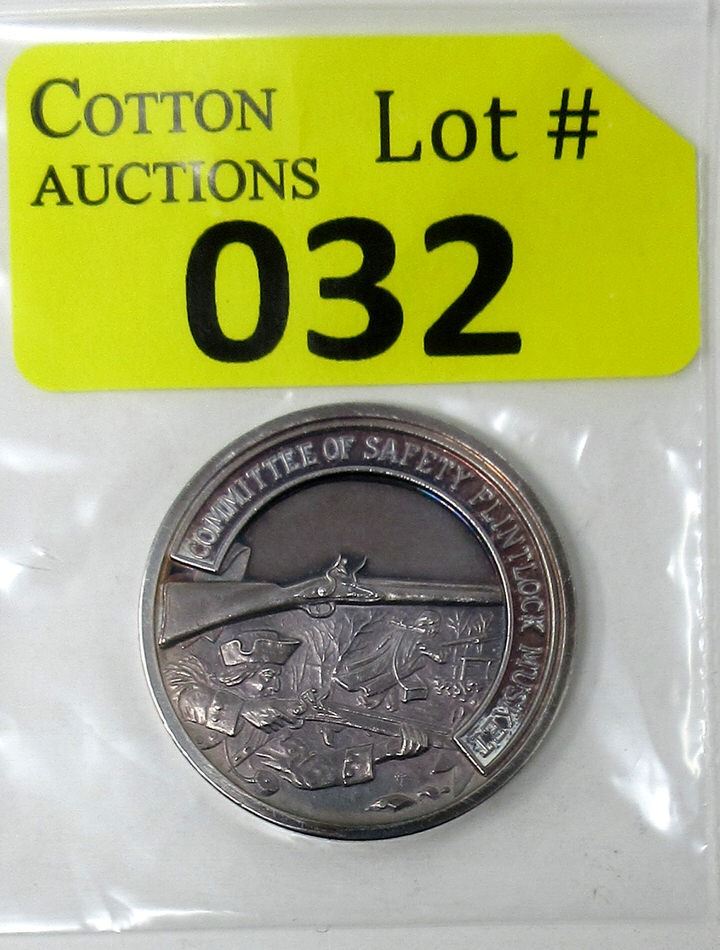 COTTON
AUCTIONS
Lot #
032
COMMITTEE OF SAFETY FLINTLOCK MUSKET